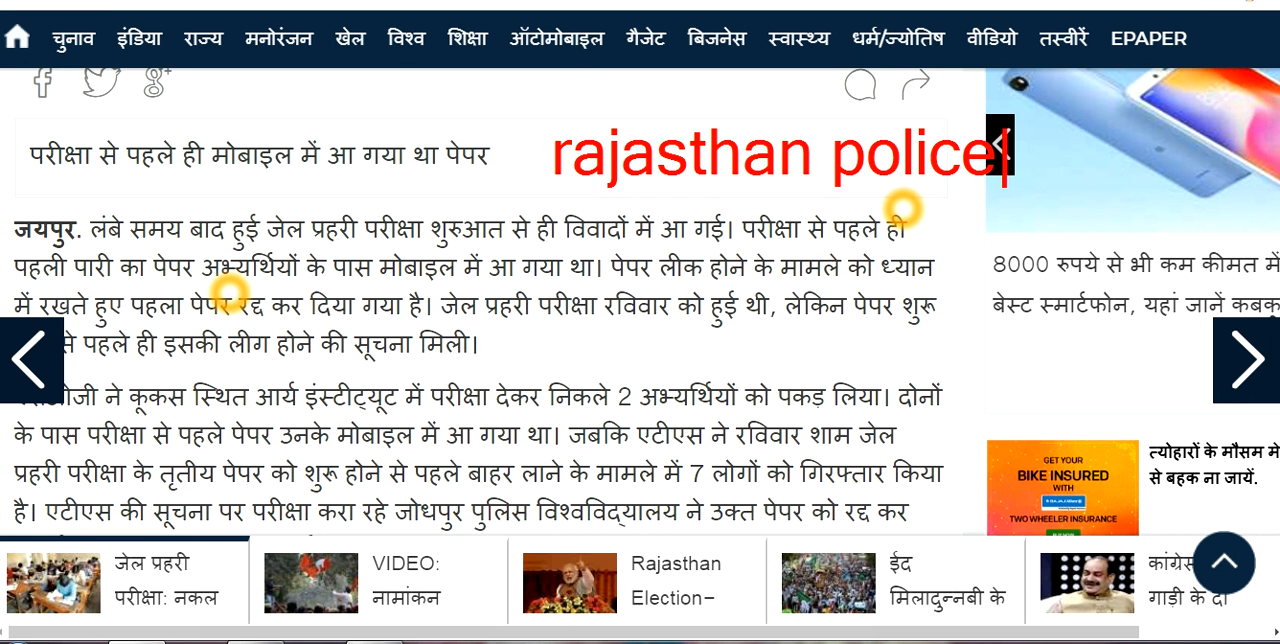 चुनाव इंडिया राज्य मनोरंजन खेल विश्व शिक्षा ऑटोमोबाइल गैजेट बिजनेस स्वास्थ्य धर्म/ज्योतिष वीडियो तस्वीरें EPAPER
परीक्षा से पहले ही मोबाइल में आ गया था पेपर
rajasthan police
जयपुर. लंबे समय बाद हुई जेल प्रहरी परीक्षा शुरुआत से ही विवादों में आ गई। परीक्षा से पहले ही
पहली पारी का पेपर अभ्यर्थियों के पास मोबाइल में आ गया था। पेपर लीक होने के मामले को ध्यान
में रखते हुए पहला पेपर रद्द कर दिया गया है। जेल प्रहरी परीक्षा रविवार को हुई थी, लेकिन पेपर शुरू
से पहले ही इसकी लीग होने की सूचना मिली।
ने कूकस स्थित आर्य इंस्टीट्यूट में परीक्षा देकर निकले 2 अभ्यर्थियों को पकड़ लिया। दोनों
के पास परीक्षा से पहले पेपर उनके मोबाइल में आ गया था। जबकि एटीएस ने रविवार शाम जेल
प्रहरी परीक्षा के तृतीय पेपर को शुरू होने से पहले बाहर लाने के मामले में 7 लोगों को गिरफ्तार किया
है। एटीएस की सूचना पर परीक्षा करा रहे जोधपुर पुलिस विश्वविद्यालय ने उक्त पेपर को रद्द कर
8000 रुपये से भी कम कीमत में
बेस्ट स्मार्टफोन, यहां जानें
GET YOUR
BIKE INSURED
WITH
BAJAJ
TWO WHEELER INSURANCE
त्योहारों के मौसम मे
से बहक ना जायें.
जेल प्रहरी
परीक्षा: नकल
VIDEO:
नामांकन
Rajasthan
Election–
ईद
मिलादुन्नबी के
कांग्रेस
गाड़ी के